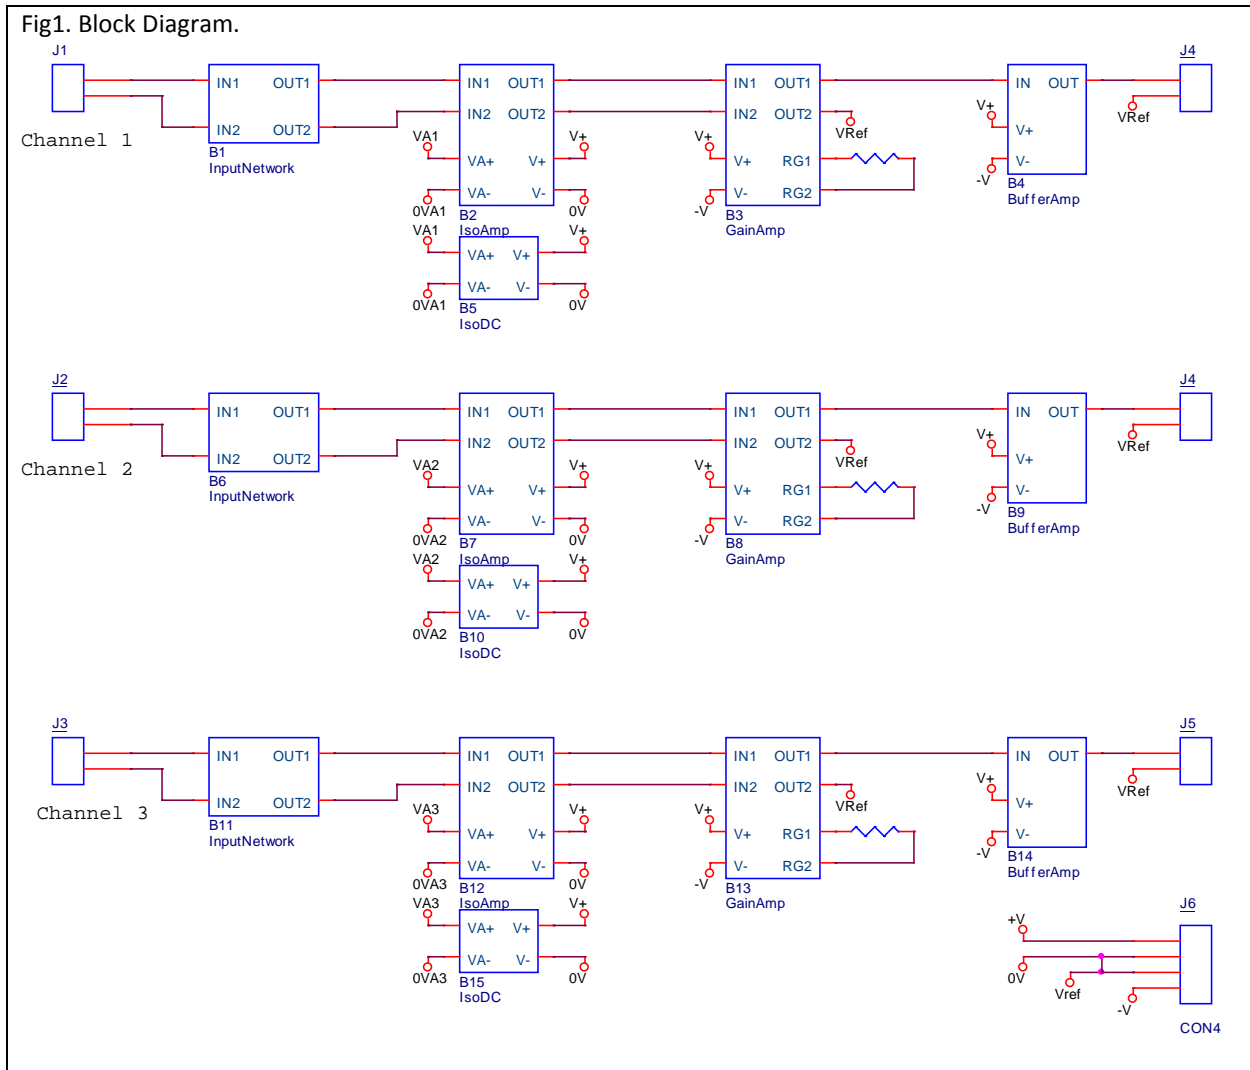 Fig1. Block Diagram.
J1
J4
IN1 OUT1
IN1 OUT1
IN1 OUT1
IN OUT
IN2 OUT2
IN2 OUT2
V+
VRef
VRef
Channel 1
IN2 OUT2
VA1
V+
V+
V+
B1
InputNetwork
VA+ V+
V+ RG1
V-
VA- V-
V- RG2
-V
B4
BufferAmp
0VA1
B2
IsoAmp
0V
-V
B3
GainAmp
VA1
V+
VA+ V+
VA- V-
0VA1
B5
IsoDC
0V
J2
J4
IN1 OUT1
IN1 OUT1
IN1 OUT1
IN OUT
IN2 OUT2
IN2 OUT2
V+
VRef
VRef
Channel 2
IN2 OUT2
VA2
V+
V+
V+
B6
InputNetwork
VA+ V+
V+ RG1
V-
VA- V-
V- RG2
-V
B9
BufferAmp
0VA2
B7
IsoAmp
0V
-V
B8
GainAmp
VA2
V+
VA+ V+
VA- V-
0VA2
B10
IsoDC
0V
J3
J5
IN1 OUT1
IN1 OUT1
IN1 OUT1
IN OUT
IN2 OUT2
IN2 OUT2
V+
VRef
VRef
Channel 3
IN2 OUT2
VA3
V+
V+
V+
B11
InputNetwork
VA+ V+
V+ RG1
V-
VA- V-
V- RG2
-V
B14
BufferAmp
0VA3
B12
IsoAmp
0V
-V
B13
GainAmp
VA3
V+
VA+ V+
VA- V-
0VA3
B15
IsoDC
0V
J6
+V
0V
Vref
-V
CON4